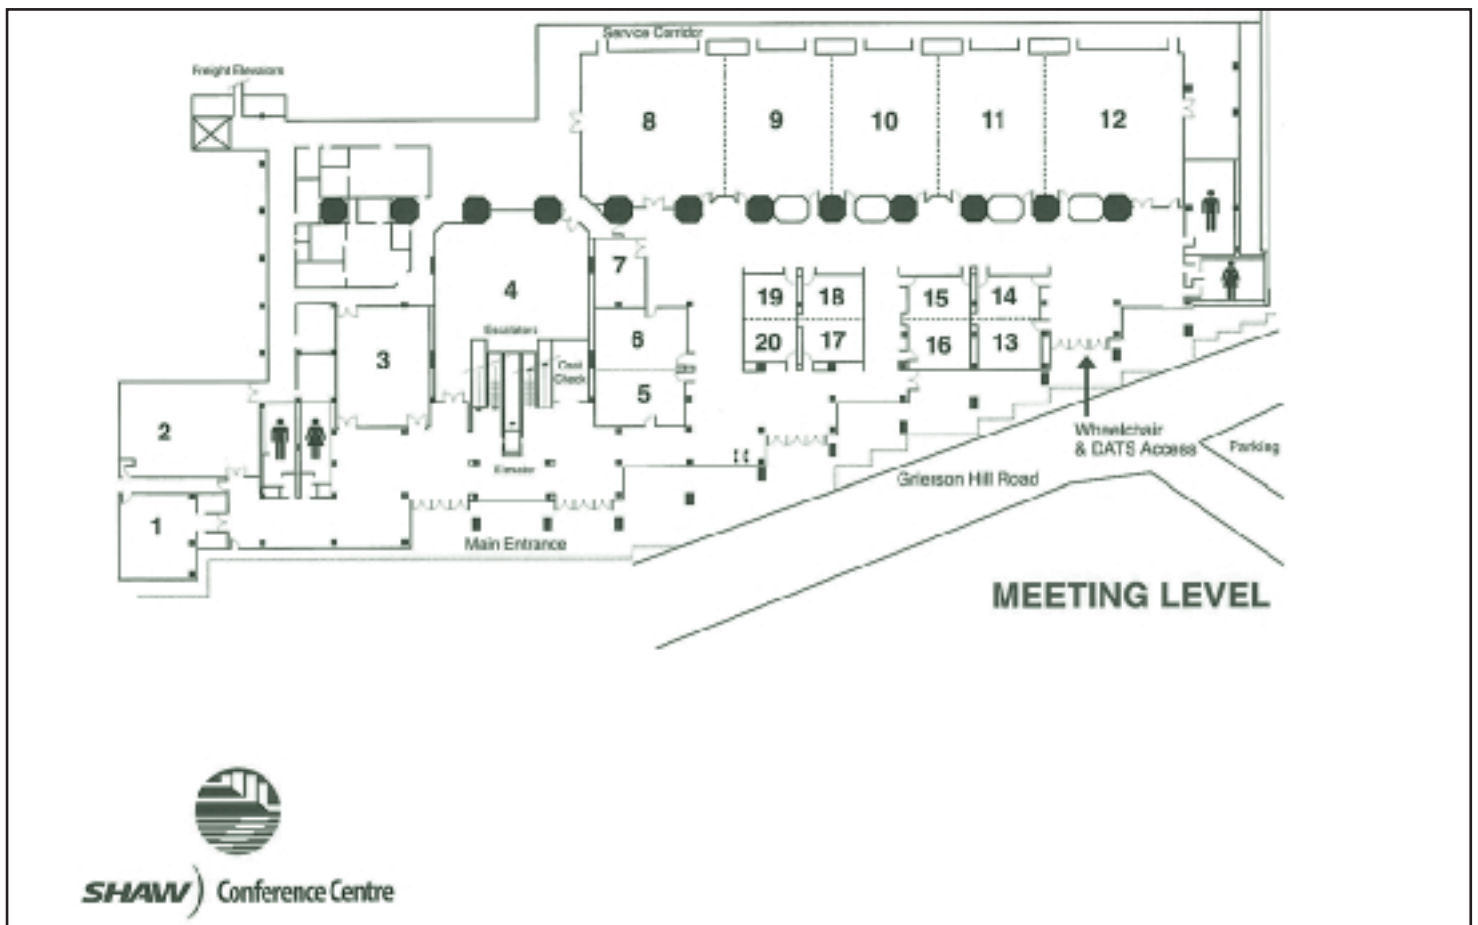 Service Corridor
Freight Elevators
8
9
10
11
12
7
4
19
18
15
14
Escalators
6
20
17
16
13
3
Coat
Check
5
2
Wheelchair
& DATS Access
Parking
Elevator
Grierson Hill Road
1
Main Entrance
MEETING LEVEL
SHAW) Conference Centre